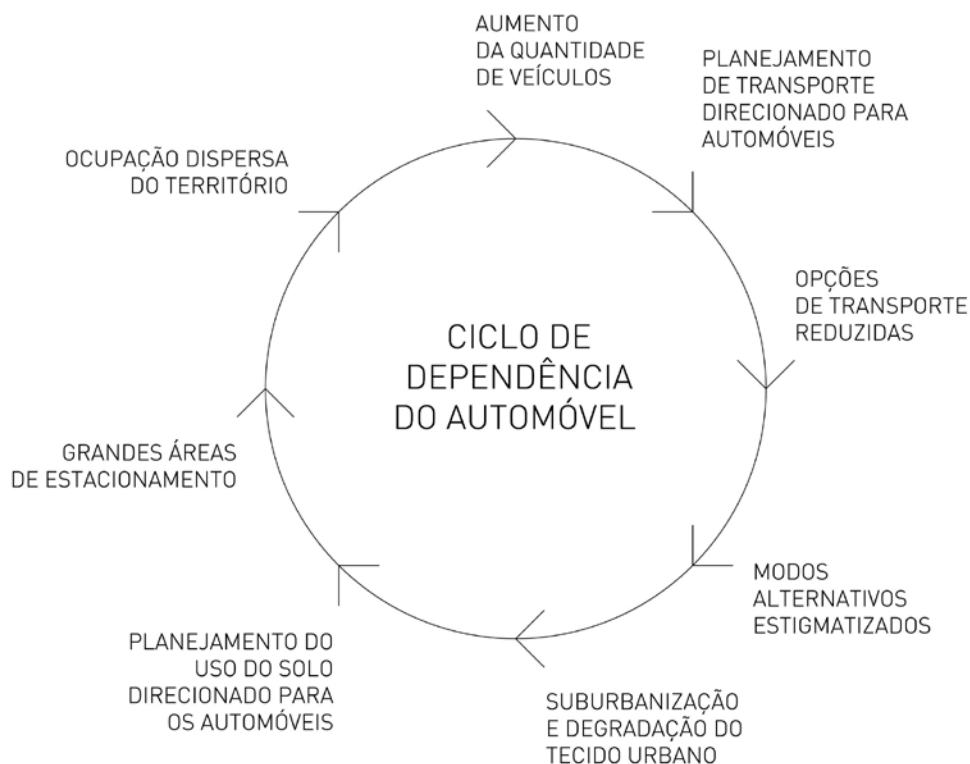 AUMENTO
DA QUANTIDADE
DE VEÍCULOS
PLANEJAMENTO
DE TRANSPORTE
DIRECIONADO PARA
AUTOMÓVEIS
OPÇÕES
DE TRANSPORTE
REDUZIDAS
MODOS
ALTERNATIVOS
ESTIGMATIZADOS
SUBURBANIZAÇÃO
E DEGRADAÇÃO DO
TECIDO URBANO
PLANEJAMENTO DO
USO DO SOLO
DIRECIONADO PARA
OS AUTOMÓVEIS
GRANDES ÁREAS
DE ESTACIONAMENTO
OCUPAÇÃO DISPERSA
DO TERRITÓRIO
CICLO DE
DEPENDÊNCIA
DO AUTOMÓVEL